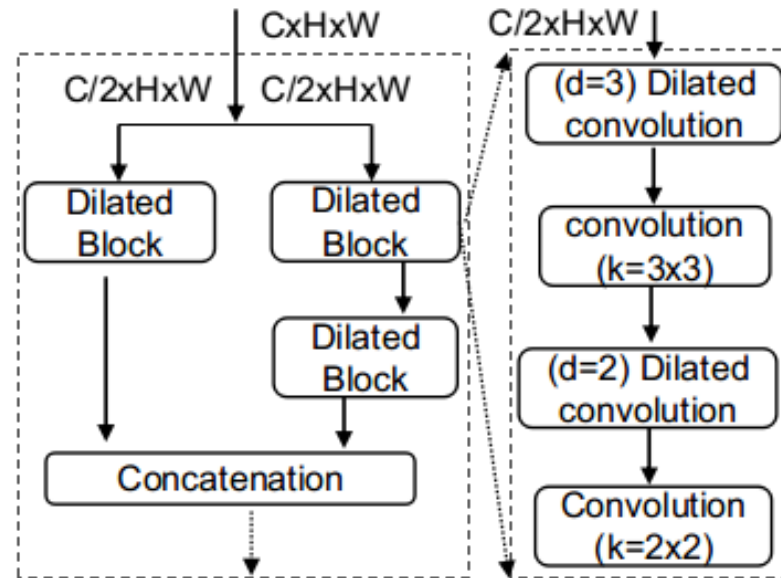 CxHxW
C/2xHxW
C/2xHxW
Dilated
Block
Dilated
Block
Dilated
Block
Concatenation
C/2xHxW
(d=3) Dilated
convolution
convolution
(k=3x3)
(d=2) Dilated
convolution
Convolution
(k=2x2)